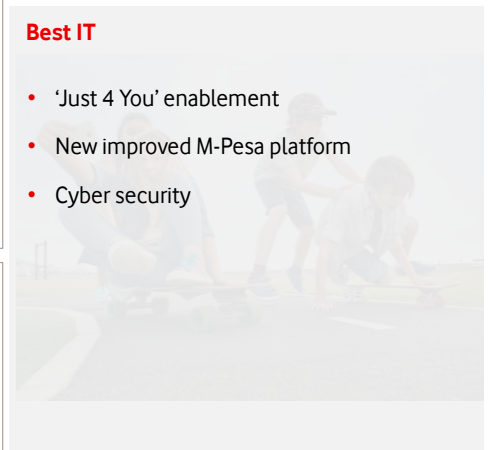 Best IT
• ‘Just 4 You’ enablement
• New improved M-Pesa platform
• Cyber security